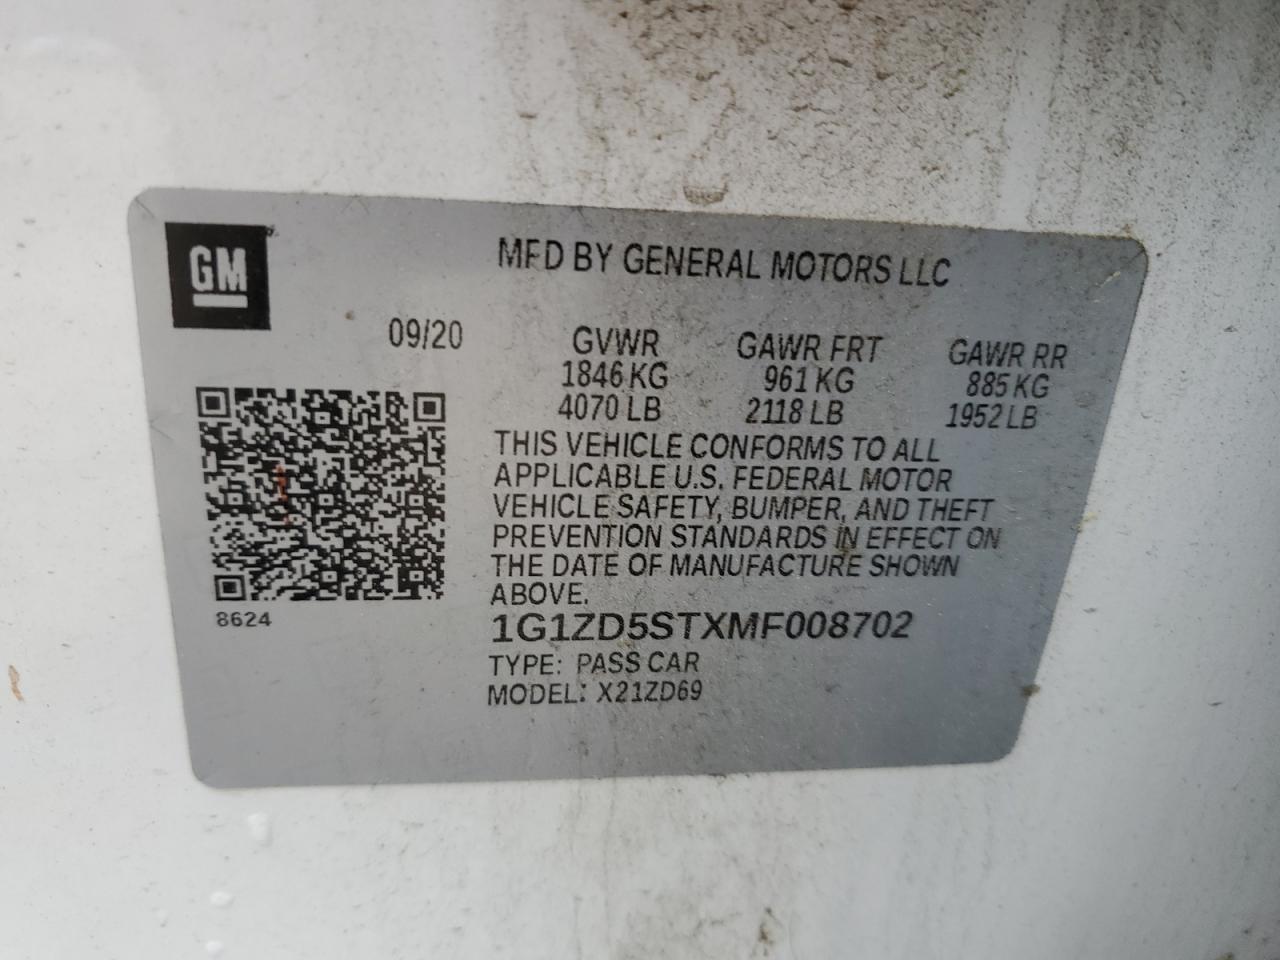 GM
MFD BY GENERAL MOTORS LLC
09/20
GVWR GAWR FRT GAWR RR
1846 KG 961 KG 885 KG
4070 LB 2118 LB 1952 LB
THIS VEHICLE CONFORMS TO ALL
APPLICABLE U.S. FEDERAL MOTOR
VEHICLE SAFETY, BUMPER, AND THEFT
PREVENTION STANDARDS IN EFFECT ON
THE DATE OF MANUFACTURE SHOWN
ABOVE.
8624
1G1ZD5STXMF008702
TYPE: PASS CAR
MODEL: X21ZD69